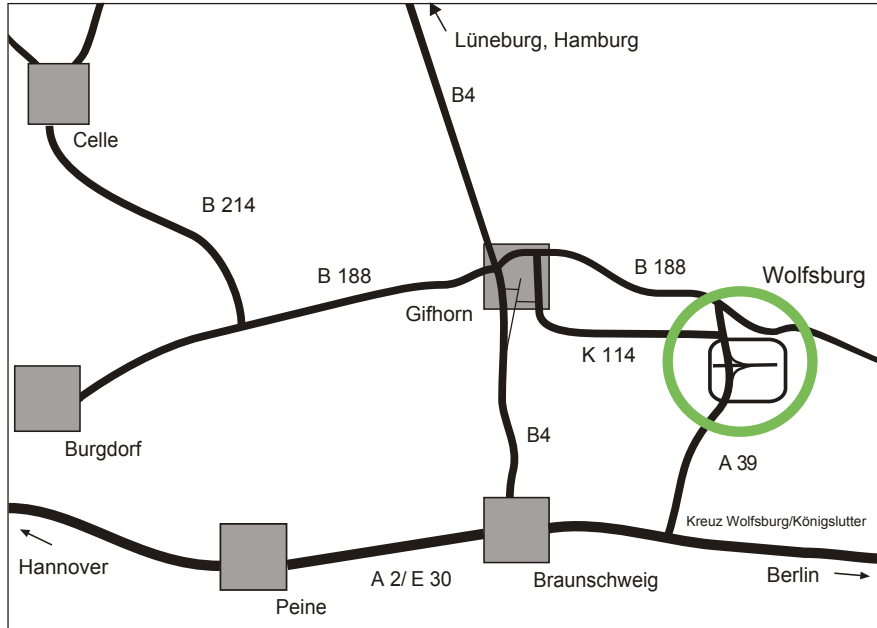 Lüneburg, Hamburg
B4
Celle
B 214
B 188
B 188
Wolfsburg
Gifhorn
K 114
Burgdorf
B4
A 39
Kreuz Wolfsburg/Königslutter
Hannover
A 2/ E 30
Braunschweig
Berlin
Peine